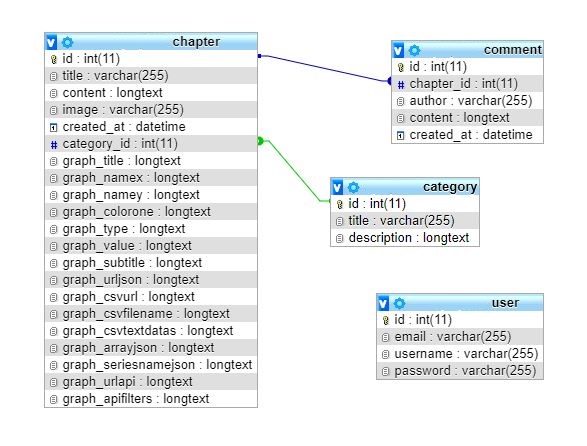 chapter
id : int(11)
title : varchar(255)
content : longtext
image : varchar(255)
created_at : datetime
category_id : int(11)
graph_title : longtext
graph_namex : longtext
graph_namey : longtext
graph_colorone : longtext
graph_type : longtext
graph_value : longtext
graph_subtitle : longtext
graph_urljson : longtext
graph_csvurl : longtext
graph_csvfilename : longtext
graph_csvtextdatas : longtext
graph_arrayjson : longtext
graph_seriesnamejson : longtext
graph_urlapi : longtext
graph_apifilters : longtext
comment
id : int(11)
chapter_id : int(11)
author : varchar(255)
content : longtext
created_at : datetime
category
id : int(11)
title : varchar(255)
description : longtext
user
id : int(11)
email : varchar(255)
username : varchar(255)
password : varchar(255)